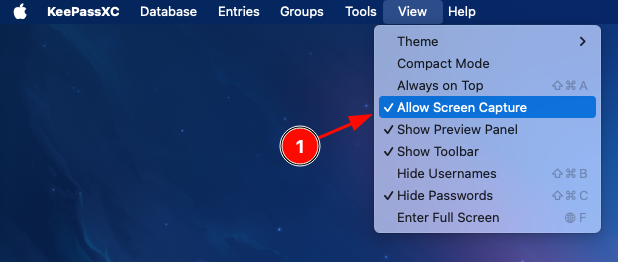 KeePassXC Database Entries Groups Tools View Help
Theme >
Compact Mode
Always on Top ⇧⌘A
✓ Allow Screen Capture
✓ Show Preview Panel
✓ Show Toolbar
Hide Usernames ⇧⌘B
✓ Hide Passwords ⇧⌘C
Enter Full Screen 🌐F
1